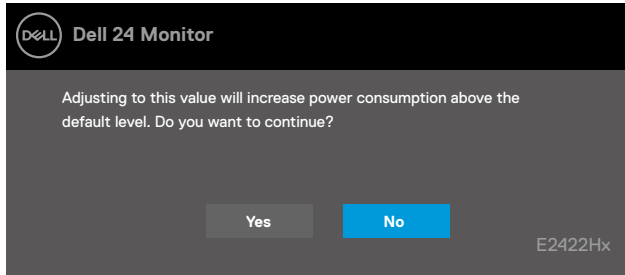 DELL
Dell 24 Monitor
Adjusting to this value will increase power consumption above the
default level. Do you want to continue?
Yes
No
E2422Hx